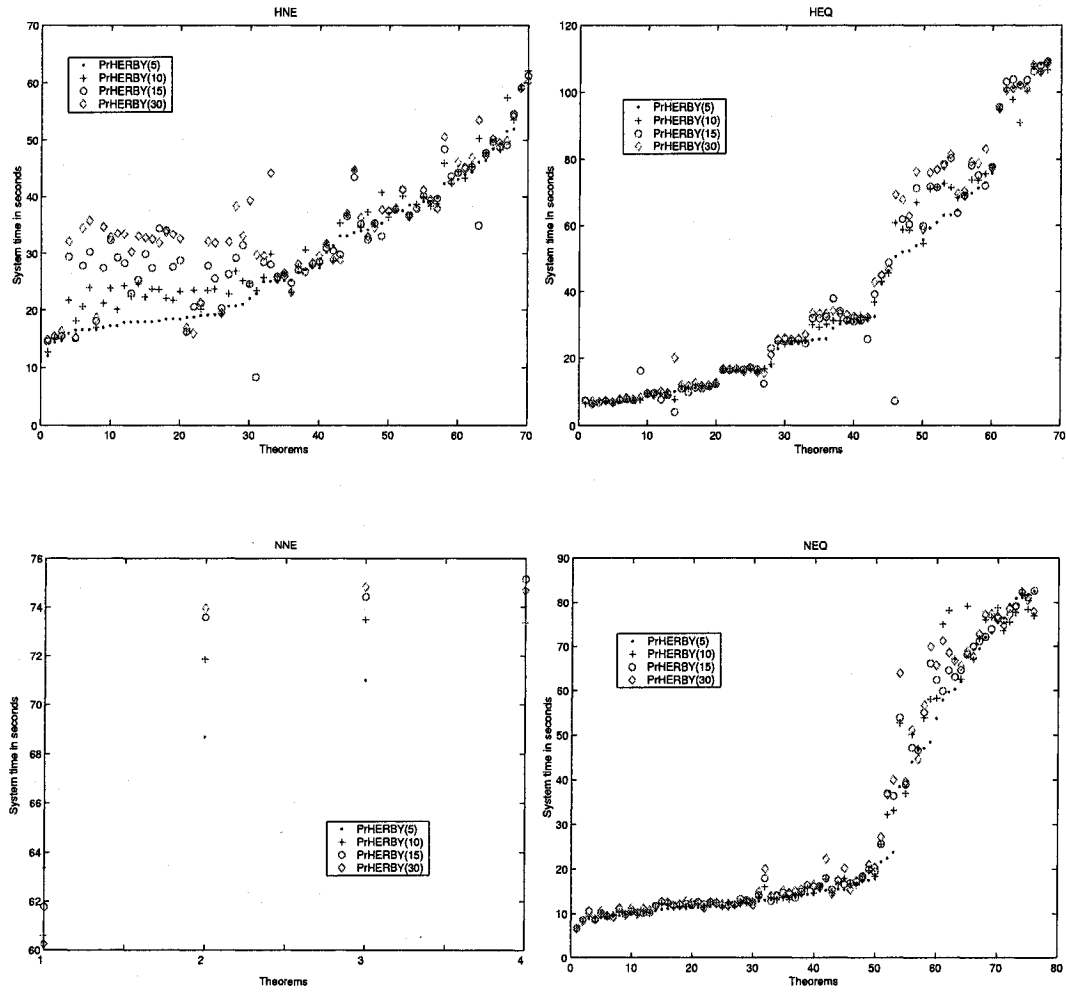 HNE
70
60
50
40
30
20
10
0
System time in seconds
PrHERBY(5)
PrHERBY(10)
PrHERBY(15)
PrHERBY(30)
0 10 20 30 40 50 60 70
Theorems
HEQ
120
100
80
60
40
20
0
System time in seconds
PrHERBY(5)
PrHERBY(10)
PrHERBY(15)
PrHERBY(30)
0 10 20 30 40 50 60 70
Theorems
NNE
76
74
72
70
68
66
64
62
60
System time in seconds
PrHERBY(5)
PrHERBY(10)
PrHERBY(15)
PrHERBY(30)
1 2 3 4
Theorems
NEQ
90
80
70
60
50
40
30
20
10
0
System time in seconds
PrHERBY(5)
PrHERBY(10)
PrHERBY(15)
PrHERBY(30)
0 10 20 30 40 50 60 70 80
Theorems